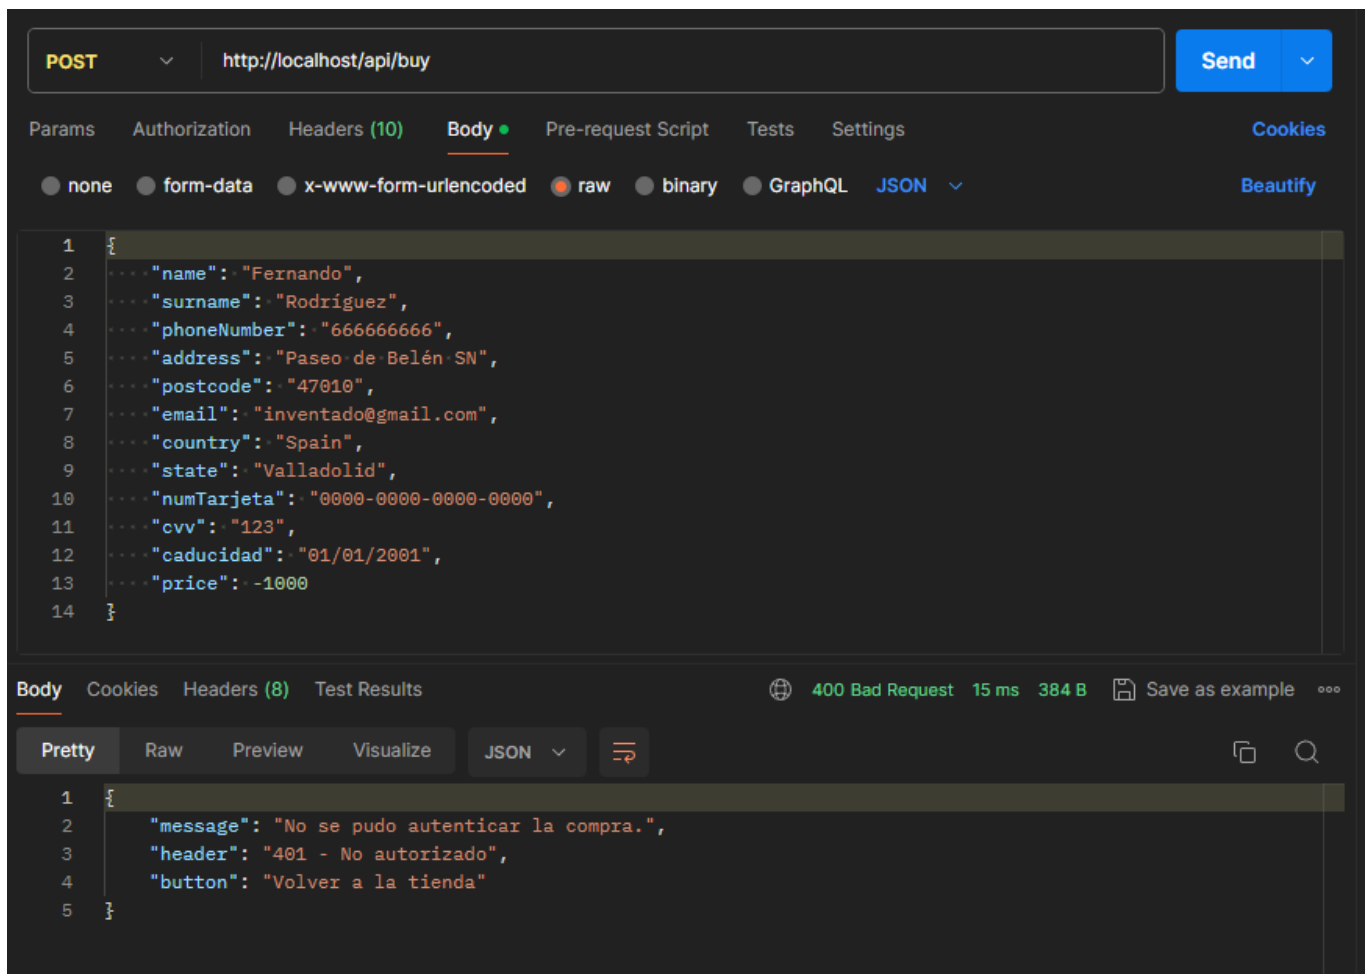 POST http://localhost/api/buy Send
Params Authorization Headers (10) Body Pre-request Script Tests Settings Cookies
none form-data x-www-form-urlencoded raw binary GraphQL JSON Beautify
1 {
2 "name": "Fernando",
3 "surname": "Rodríguez",
4 "phoneNumber": "666666666",
5 "address": "Paseo de Belén SN",
6 "postcode": "47010",
7 "email": "inventado@gmail.com",
8 "country": "Spain",
9 "state": "Valladolid",
10 "numTarjeta": "0000-0000-0000-0000",
11 "cvv": "123",
12 "caducidad": "01/01/2001",
13 "price": -1000
14 }
Body Cookies Headers (8) Test Results 400 Bad Request 15 ms 384 B Save as example
Pretty Raw Preview Visualize JSON
1 {
2 "message": "No se pudo autenticar la compra.",
3 "header": "401 - No autorizado",
4 "button": "Volver a la tienda"
5 }